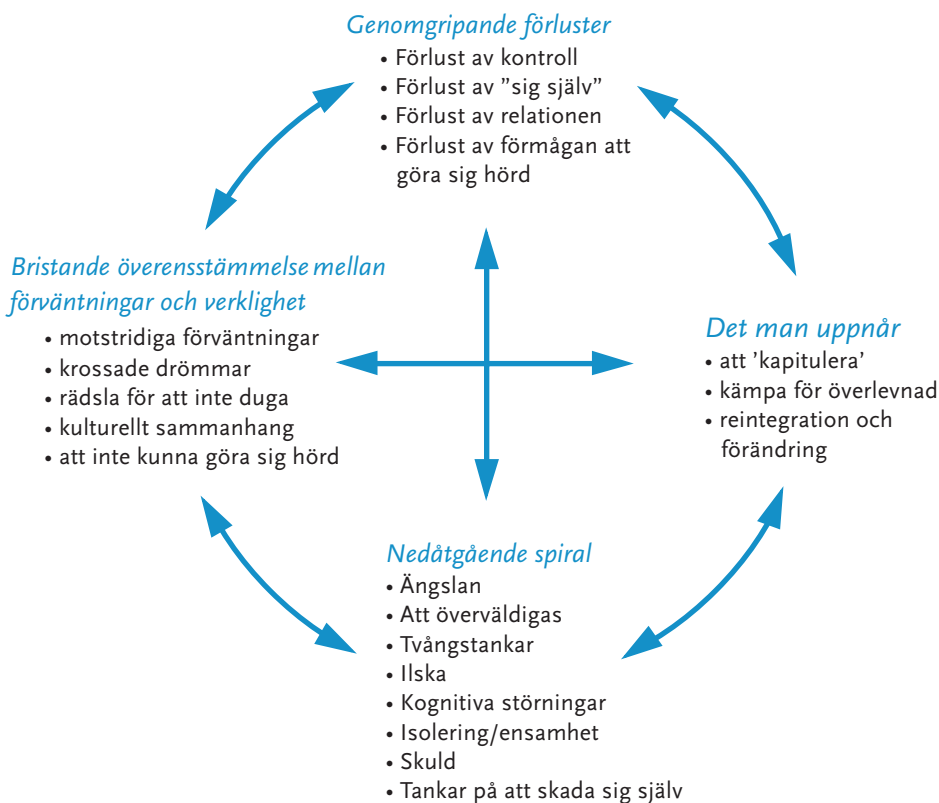 Genomgripande förluster
• Förlust av kontroll
• Förlust av ”sig själv”
• Förlust av relationen
• Förlust av förmågan att
göra sig hörd
Bristande överensstämmelse mellan
förväntningar och verklighet
• motstridiga förväntningar
• krossade drömmar
• rädsla för att inte duga
• kulturellt sammanhang
• att inte kunna göra sig hörd
Det man uppnår
• att ’kapitulera’
• kämpa för överlevnad
• reintegration och
förändring
Nedåtgående spiral
• Ängslan
• Att överväldigas
• Tvångstankar
• Ilska
• Kognitiva störningar
• Isolering/ensamhet
• Skuld
• Tankar på att skada sig själv